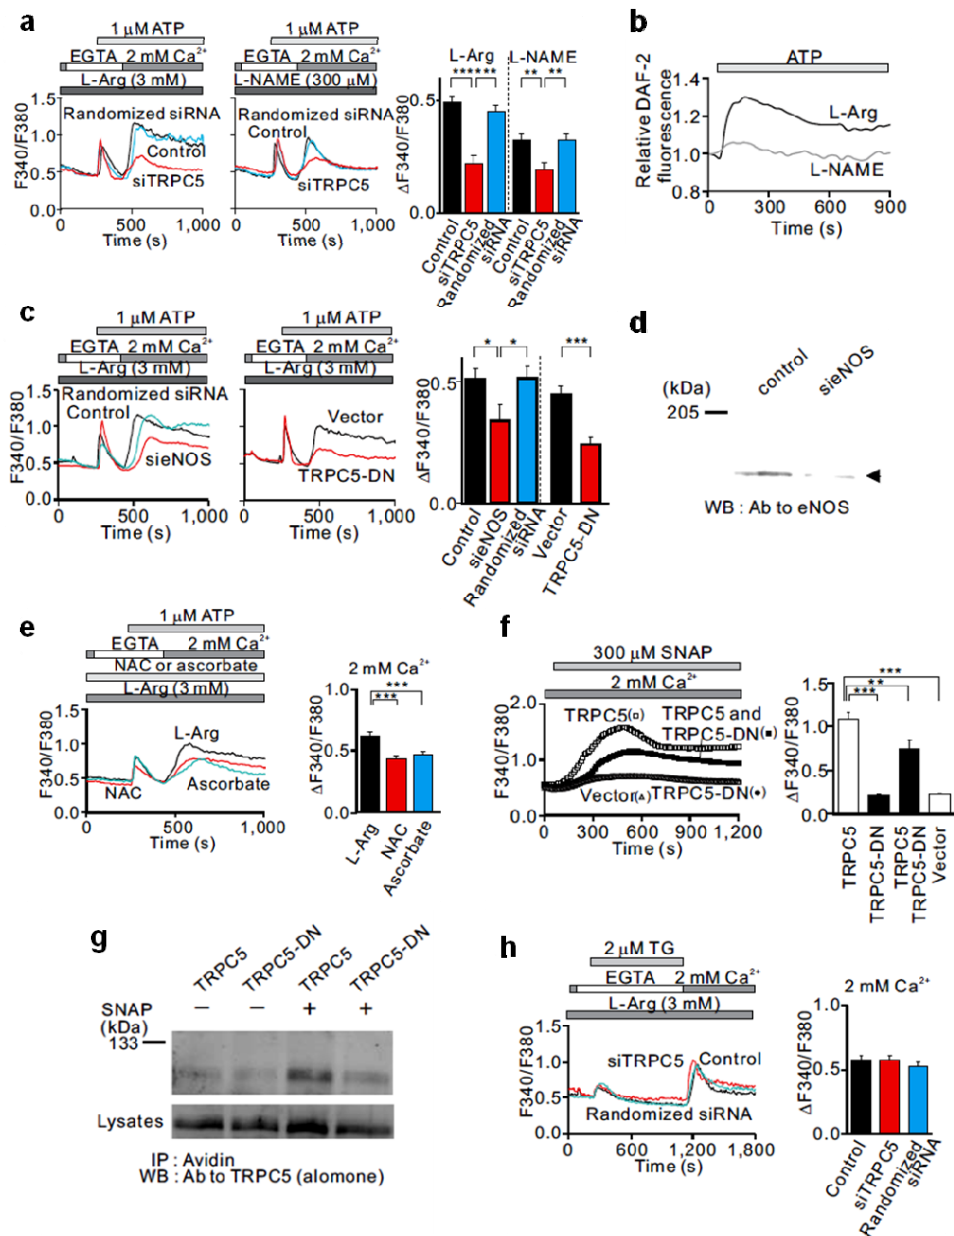 a
1 μM ATP
EGTA 2 mM Ca²⁺
L-Arg (3 mM)
Randomized siRNA
Control
siTRPC5
F340/F380
1.5
1.0
0.5
0.0
0 500 1,000
Time (s)
1 μM ATP
EGTA 2 mM Ca²⁺
L-NAME (300 μM)
Randomized siRNA
Control
siTRPC5
0 500 1,000
Time (s)
L-Arg L-NAME
*** *** ** **
ΔF340/F380
0.5
0
Control
siTRPC5
Randomized
siRNA
Control
siTRPC5
Randomized
siRNA
b
ATP
Relative DAF-2
fluorescence
1.4
1.2
1.0
0.8
L-Arg
L-NAME
0 300 600 900
Time (s)
c
1 μM ATP
EGTA 2 mM Ca²⁺
L-Arg (3 mM)
Randomized siRNA
Control
sieNOS
F340/F380
1.5
1.0
0.5
0.0
0 500 1,000
Time (s)
1 μM ATP
EGTA 2 mM Ca²⁺
L-Arg (3 mM)
Vector
TRPC5-DN
0 500 1,000
Time (s)
* * ***
ΔF340/F380
0.5
0.0
Control
sieNOS
Randomized
siRNA
Vector
TRPC5-DN
d
(kDa)
205
control
sieNOS
WB : Ab to eNOS
e
1 μM ATP
EGTA 2 mM Ca²⁺
NAC or ascorbate
L-Arg (3 mM)
F340/F380
1.5
1.0
0.5
0.0
L-Arg
NAC
Ascorbate
0 500 1,000
Time (s)
2 mM Ca²⁺
***
***
ΔF340/F380
1.0
0.5
0.0
L-Arg
NAC
Ascorbate
f
300 μM SNAP
2 mM Ca²⁺
F340/F380
2.0
1.0
0.0
TRPC5(□)
TRPC5 and
TRPC5-DN(■)
Vector(▲)
TRPC5-DN(●)
0 300 600 900 1,200
Time (s)
***
**
***
ΔF340/F380
1.5
1.0
0.5
0.0
TRPC5
TRPC5-DN
TRPC5
TRPC5-DN
Vector
g
TRPC5
TRPC5-DN
TRPC5
TRPC5-DN
SNAP − − + +
(kDa)
133
Lysates
IP : Avidin
WB : Ab to TRPC5 (alomone)
h
2 μM TG
EGTA 2 mM Ca²⁺
L-Arg (3 mM)
F340/F380
1.5
1.0
0.5
0.0
siTRPC5
Control
Randomized siRNA
0 600 1,200 1,800
Time (s)
2 mM Ca²⁺
ΔF340/F380
1.0
0.5
0.0
Control
siTRPC5
Randomized
siRNA